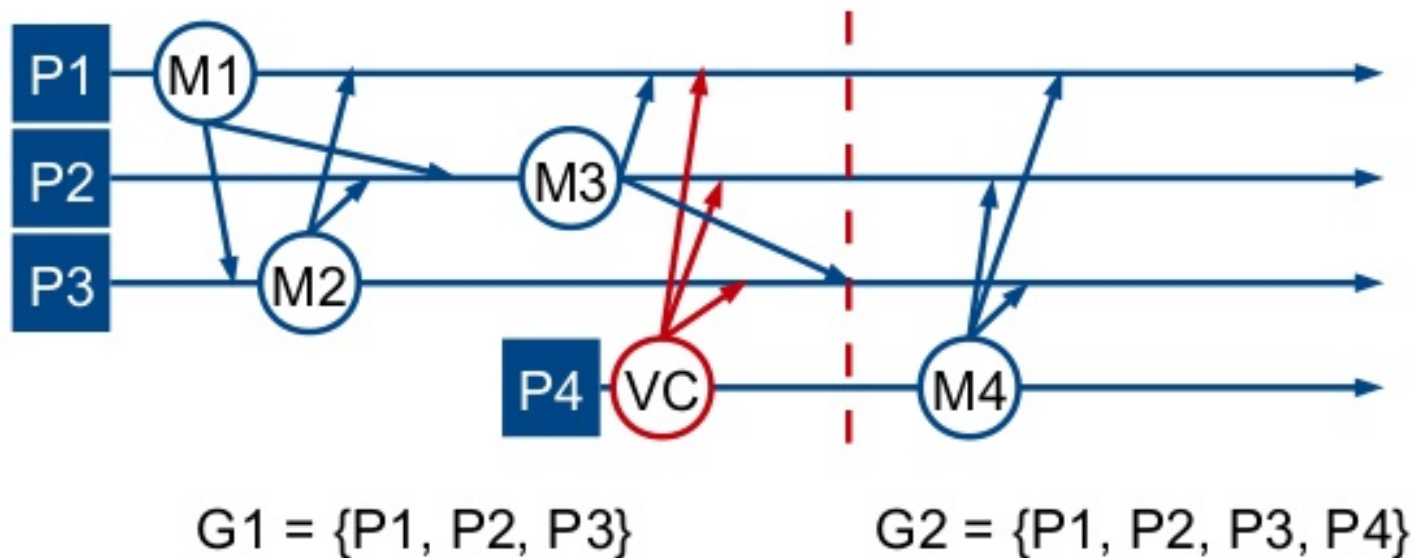 P1 M1
P2 M3
P3 M2
P4 VC M4
G1 = {P1, P2, P3} G2 = {P1, P2, P3, P4}